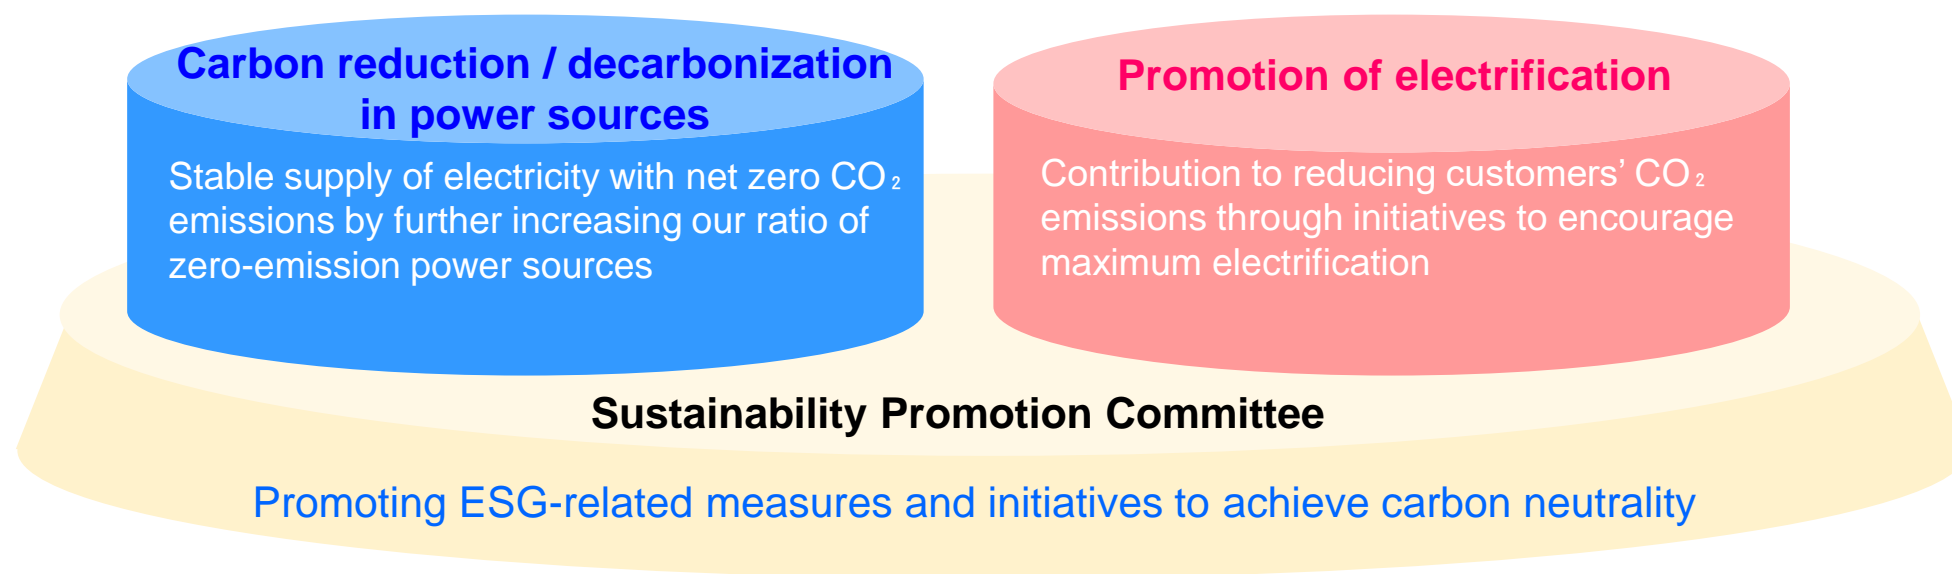 Carbon reduction / decarbonization
in power sources
Stable supply of electricity with net zero CO₂
emissions by further increasing our ratio of
zero-emission power sources
Promotion of electrification
Contribution to reducing customers’ CO₂
emissions through initiatives to encourage
maximum electrification
Sustainability Promotion Committee
Promoting ESG-related measures and initiatives to achieve carbon neutrality